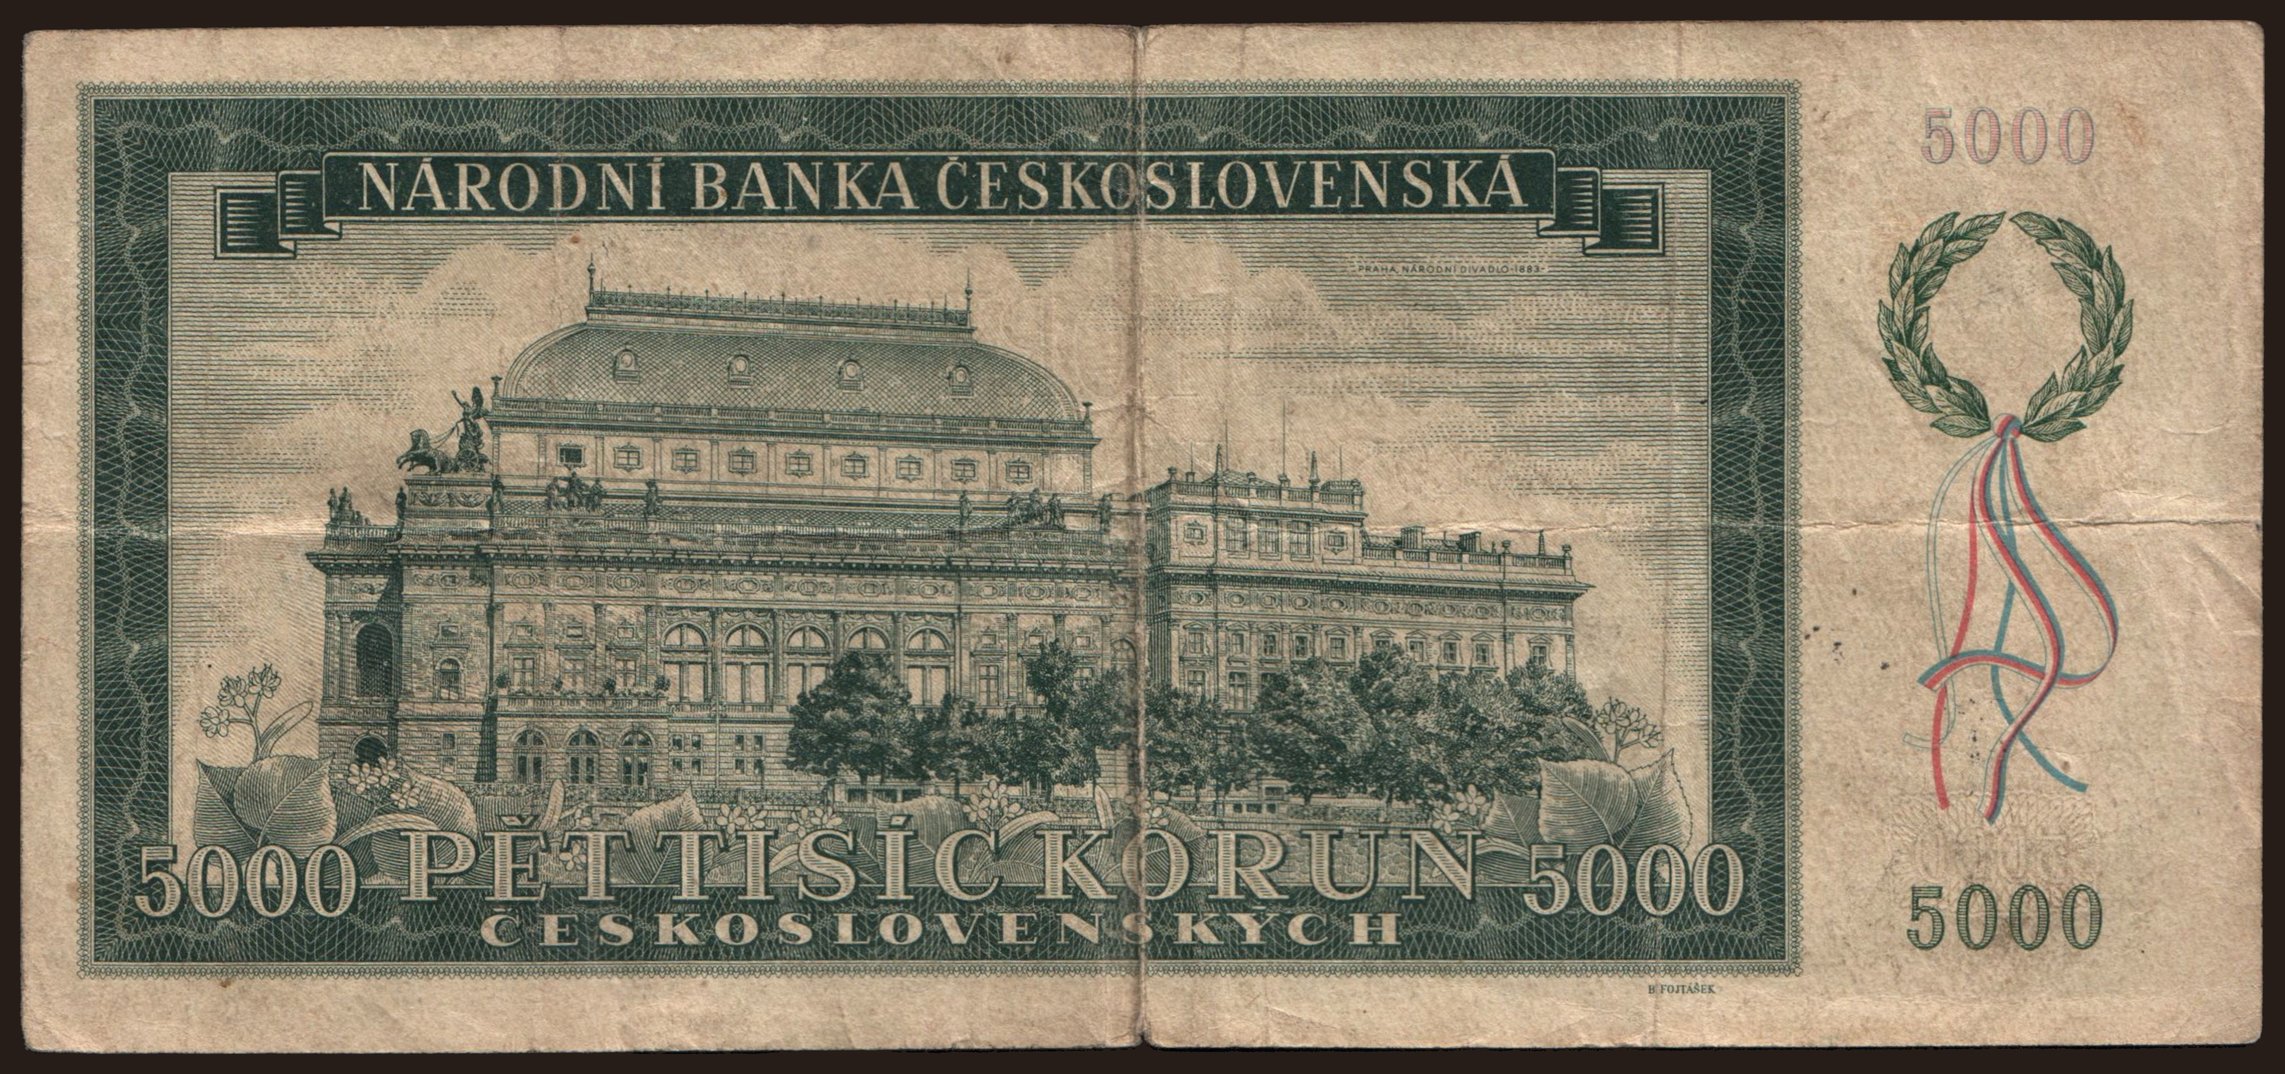 NÁRODNÍ BANKA ČESKOSLOVENSKÁ
5000
PRAHA, NÁRODNÍ DIVADLO-1883-
5000 PĚT TISÍC KORUN 5000
ČESKOSLOVENSKÝCH
5000
B. FOJTÁŠEK